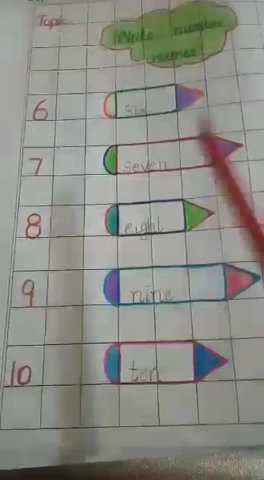 Topic
Write number
names
6 six
7 seven
8 eight
9 nine
10 ten